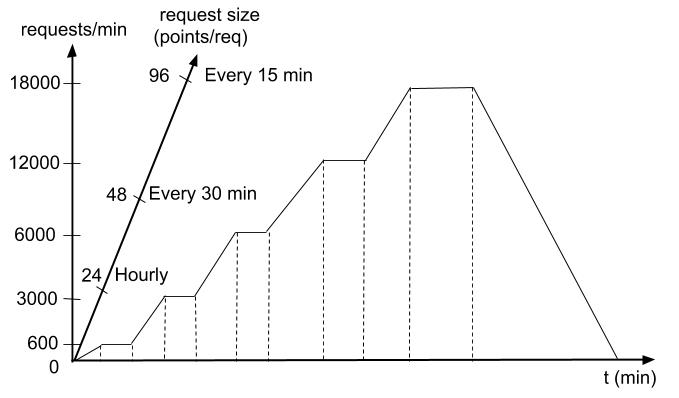 request size
requests/min
(points/req)
96 Every 15 min
18000
12000
48 Every 30 min
6000
24 Hourly
3000
600
0
t (min)